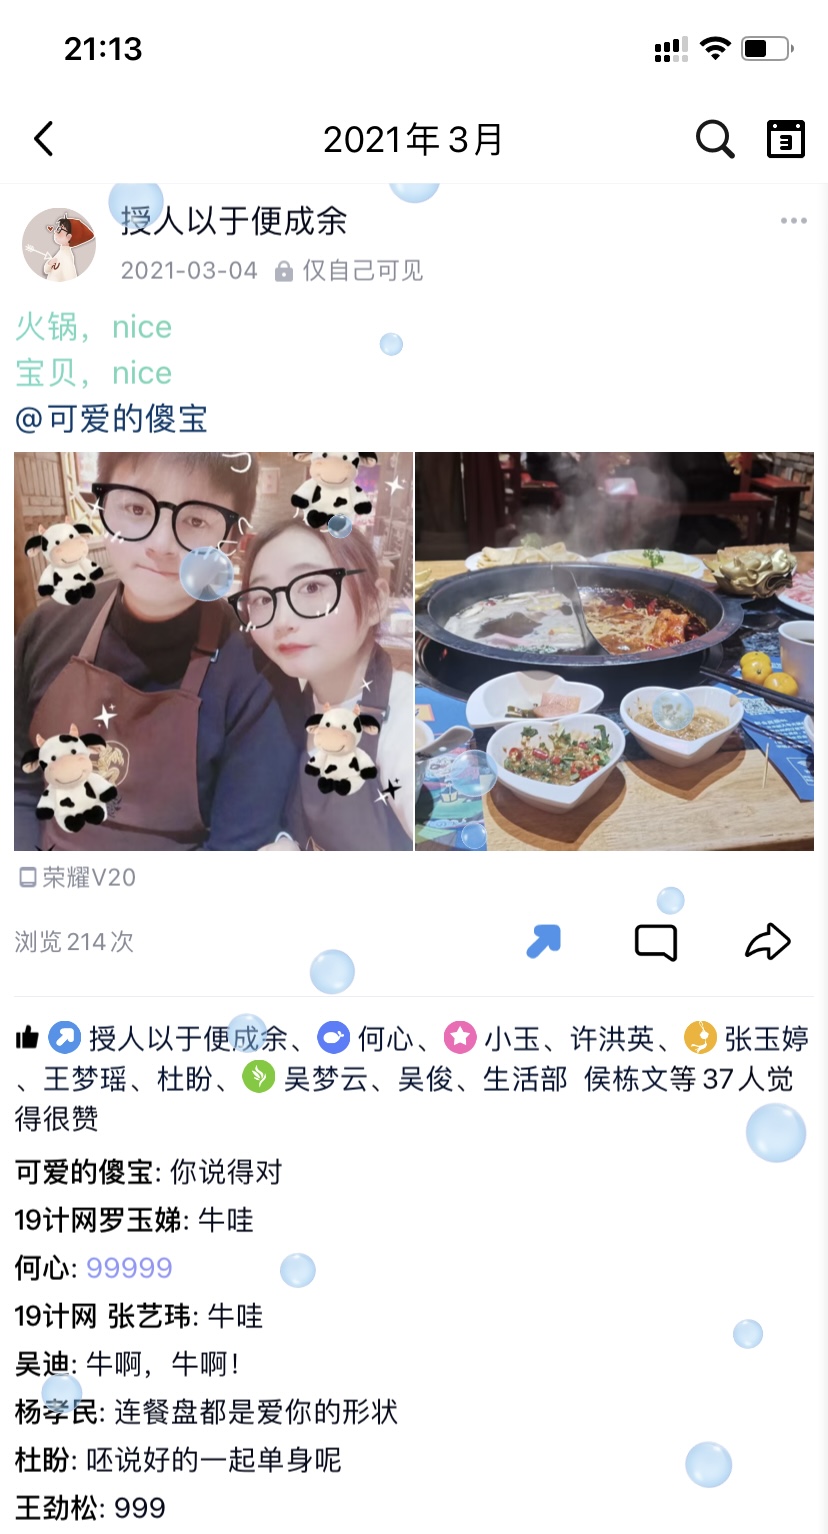 21:13
2021年3月
3
授人以于便成余
2021-03-04 仅自己可见
火锅，nice
宝贝，nice
@可爱的傻宝
荣耀V20
浏览214次
授人以于便成余、何心、小玉、许洪英、张玉婷
、王梦瑶、杜盼、吴梦云、吴俊、生活部 侯栋文等37人觉
得很赞
可爱的傻宝: 你说得对
19计网罗玉娣: 牛哇
何心: 99999
19计网 张艺玮: 牛哇
吴迪: 牛啊，牛啊！
杨孝民: 连餐盘都是爱你的形状
杜盼: 呸说好的一起单身呢
王劲松: 999